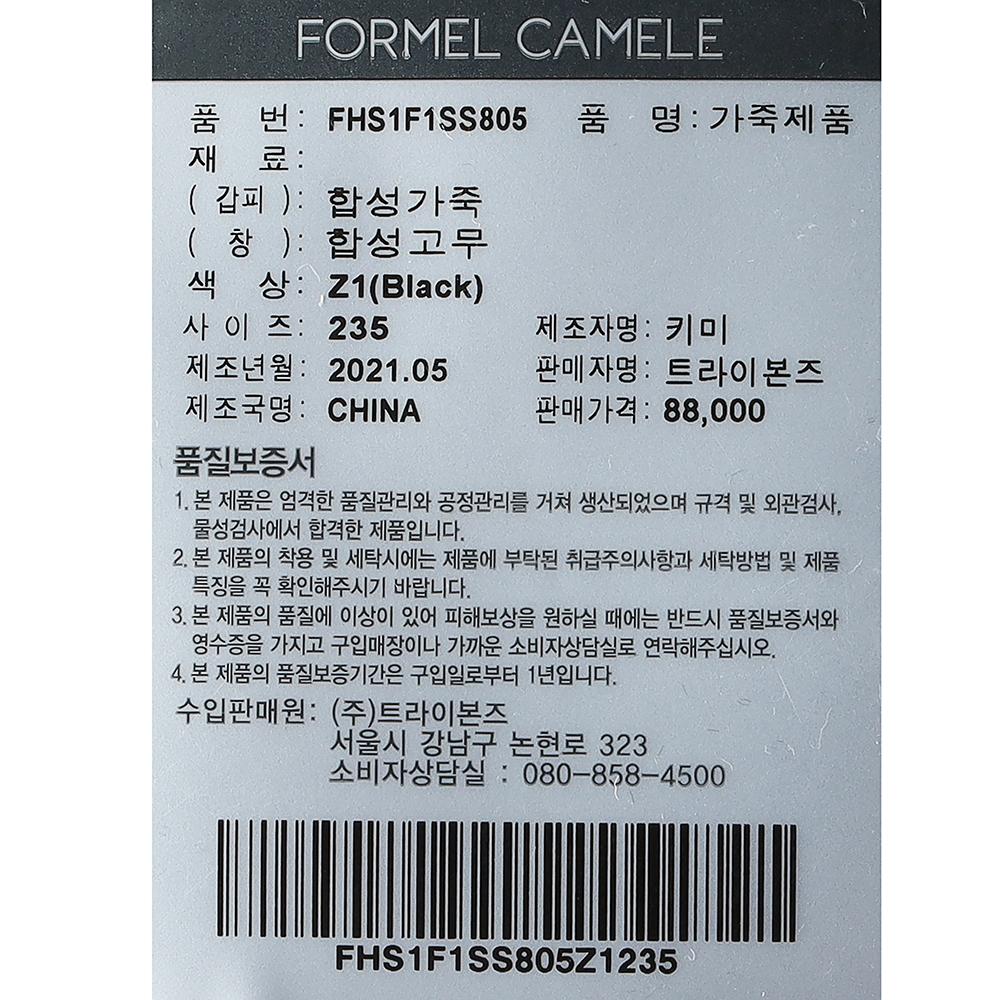 FORMEL CAMELE
품 번: FHS1F1SS805 품 명: 가죽제품
재 료:
( 갑피 ): 합성가죽
( 창 ): 합성고무
색 상: Z1(Black)
사 이 즈: 235 제조자명: 키미
제조년월: 2021.05 판매자명: 트라이본즈
제조국명: CHINA 판매가격: 88,000
품질보증서
1. 본 제품은 엄격한 품질관리와 공정관리를 거쳐 생산되었으며 규격 및 외관검사,
물성검사에서 합격한 제품입니다.
2. 본 제품의 착용 및 세탁시에는 제품에 부탁된 취급주의사항과 세탁방법 및 제품
특징을 꼭 확인해주시기 바랍니다.
3. 본 제품의 품질에 이상이 있어 피해보상을 원하실 때에는 반드시 품질보증서와
영수증을 가지고 구입매장이나 가까운 소비자상담실로 연락해주십시오.
4. 본 제품의 품질보증기간은 구입일로부터 1년입니다.
수입판매원: (주)트라이본즈
서울시 강남구 논현로 323
소비자상담실 : 080-858-4500
FHS1F1SS805Z1235